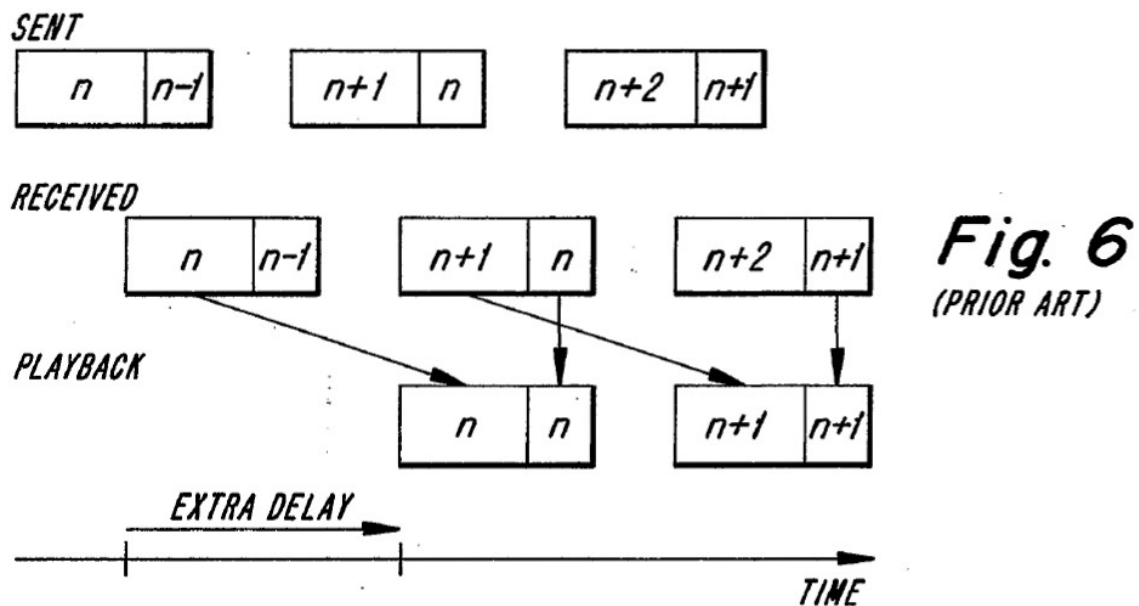 SENT
n n-1 n+1 n n+2 n+1
RECEIVED
n n-1 n+1 n n+2 n+1
Fig. 6
(PRIOR ART)
PLAYBACK
n n n+1 n+1
EXTRA DELAY
TIME